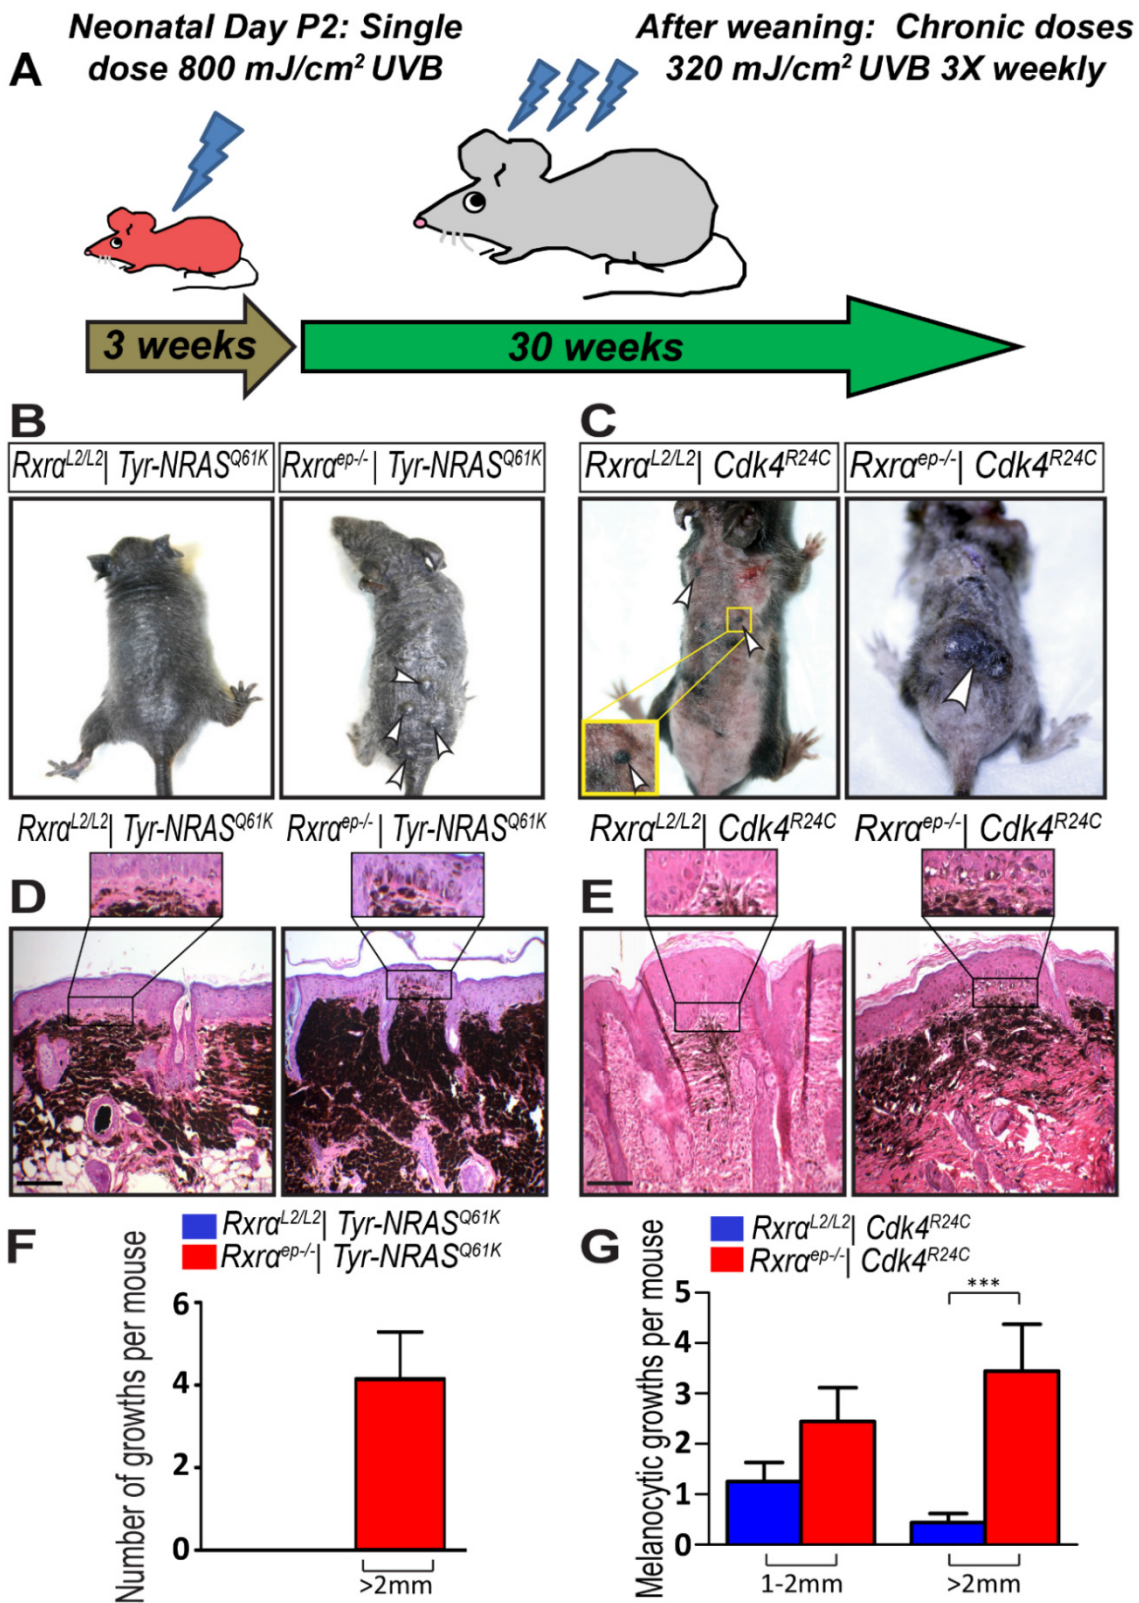 Neonatal Day P2: Single
dose 800 mJ/cm² UVB
After weaning: Chronic doses
320 mJ/cm² UVB 3X weekly
A
3 weeks
30 weeks
B
C
Rxrα^L2/L2| Tyr-NRAS^Q61K
Rxrα^ep-/-| Tyr-NRAS^Q61K
Rxrα^L2/L2| Cdk4^R24C
Rxrα^ep-/-| Cdk4^R24C
Rxrα^L2/L2| Tyr-NRAS^Q61K
Rxrα^ep-/-| Tyr-NRAS^Q61K
Rxrα^L2/L2| Cdk4^R24C
Rxrα^ep-/-| Cdk4^R24C
D
E
F
Rxrα^L2/L2| Tyr-NRAS^Q61K
Rxrα^ep-/-| Tyr-NRAS^Q61K
Number of growths per mouse
6
4
2
0
>2mm
G
Rxrα^L2/L2| Cdk4^R24C
Rxrα^ep-/-| Cdk4^R24C
Melanocytic growths per mouse
5
4
3
2
1
0
***
1-2mm
>2mm